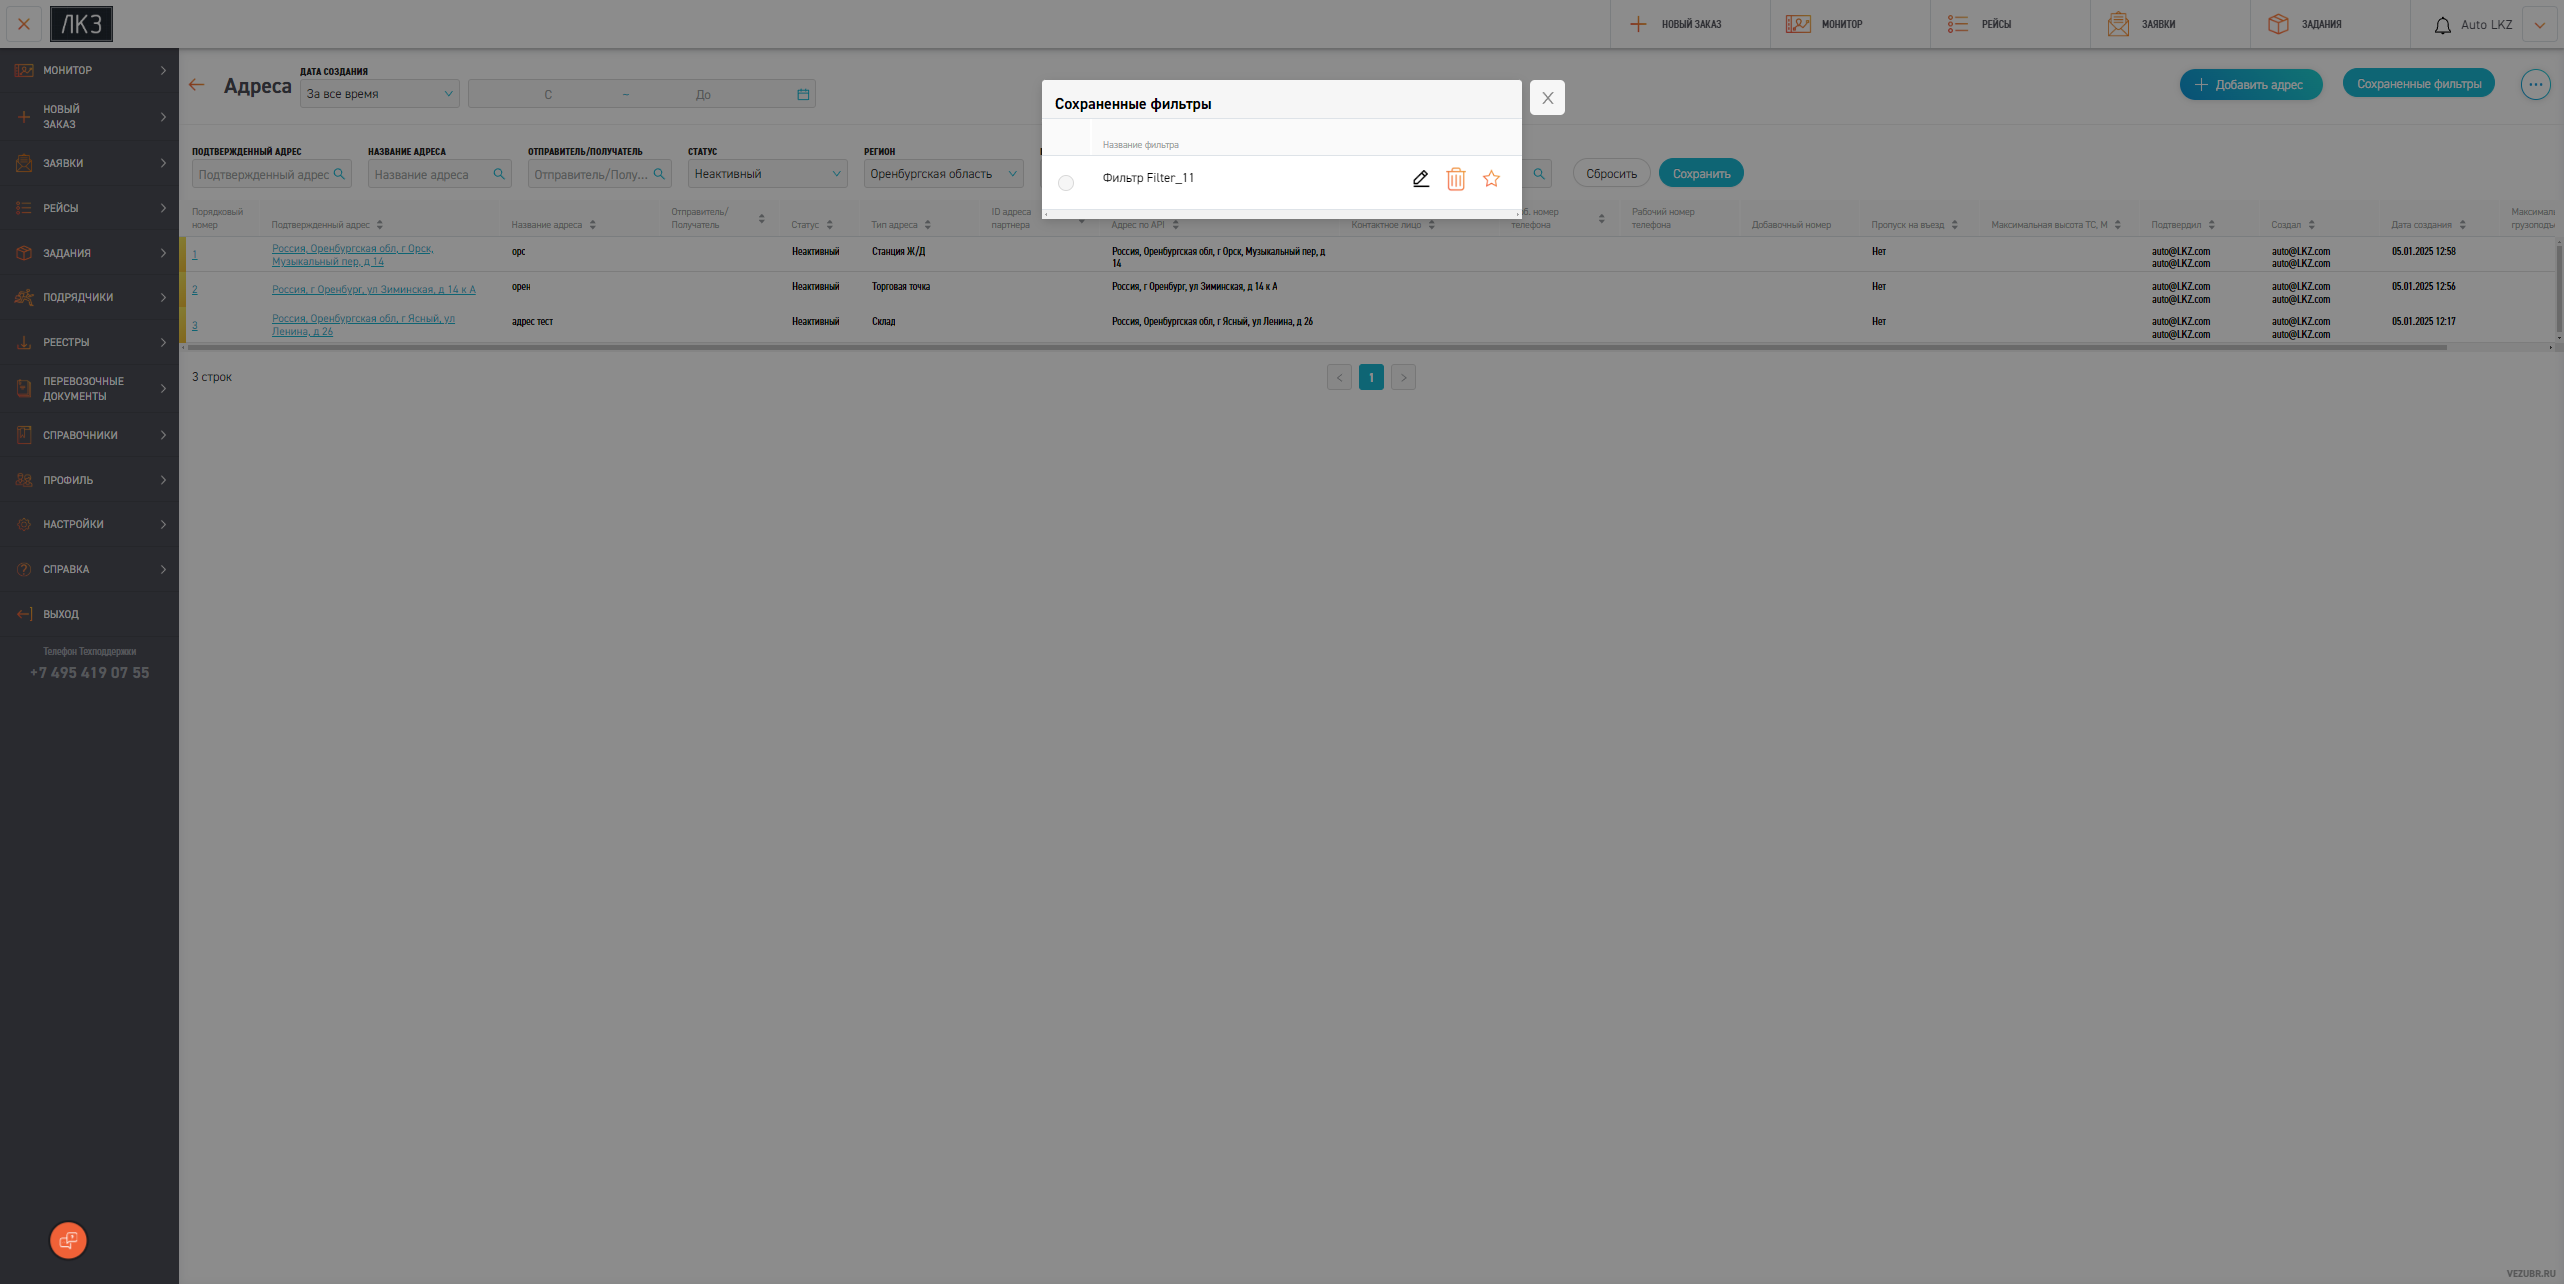 ЛКЗ
НОВЫЙ ЗАКАЗ
МОНИТОР
РЕЙСЫ
ЗАЯВКИ
ЗАДАНИЯ
Auto LKZ
МОНИТОР
НОВЫЙ
ЗАКАЗ
ЗАЯВКИ
РЕЙСЫ
ЗАДАНИЯ
ПОДРЯДЧИКИ
РЕЕСТРЫ
ПЕРЕВОЗОЧНЫЕ
ДОКУМЕНТЫ
СПРАВОЧНИКИ
ПРОФИЛЬ
НАСТРОЙКИ
СПРАВКА
ВЫХОД
Телефон Техподдержки
+7 495 419 07 55
Адреса
ДАТА СОЗДАНИЯ
За все время
С
~
До
Добавить адрес
Сохраненные фильтры
Сохраненные фильтры
Название фильтра
Фильтр Filter_11
ПОДТВЕРЖДЕННЫЙ АДРЕС
Подтвержденный адрес
НАЗВАНИЕ АДРЕСА
Название адреса
ОТПРАВИТЕЛЬ/ПОЛУЧАТЕЛЬ
Отправитель/Полу...
СТАТУС
Неактивный
РЕГИОН
Оренбургская область
Сбросить
Сохранить
Порядковый
номер
Подтвержденный адрес
Название адреса
Отправитель/
Получатель
Статус
Тип адреса
ID адреса
партнера
Адрес по API
Контактное лицо
б. номер
телефона
Рабочий номер
телефона
Добавочный номер
Пропуск на въезд
Максимальная высота ТС, М
Подтвердил
Создал
Дата создания
Максималь
грузоподъе
1
Россия, Оренбургская обл, г Орск,
Музыкальный пер, д 14
орс
Неактивный
Станция Ж/Д
Россия, Оренбургская обл, г Орск, Музыкальный пер, д
14
Нет
auto@LKZ.com
auto@LKZ.com
auto@LKZ.com
auto@LKZ.com
05.01.2025 12:58
2
Россия, г Оренбург, ул Зиминская, д 14 к А
орен
Неактивный
Торговая точка
Россия, г Оренбург, ул Зиминская, д 14 к А
Нет
auto@LKZ.com
auto@LKZ.com
auto@LKZ.com
auto@LKZ.com
05.01.2025 12:56
3
Россия, Оренбургская обл, г Ясный, ул
Ленина, д 26
адрес тест
Неактивный
Склад
Россия, Оренбургская обл, г Ясный, ул Ленина, д 26
Нет
auto@LKZ.com
auto@LKZ.com
auto@LKZ.com
auto@LKZ.com
05.01.2025 12:17
3 строк
1
VEZUBR.RU